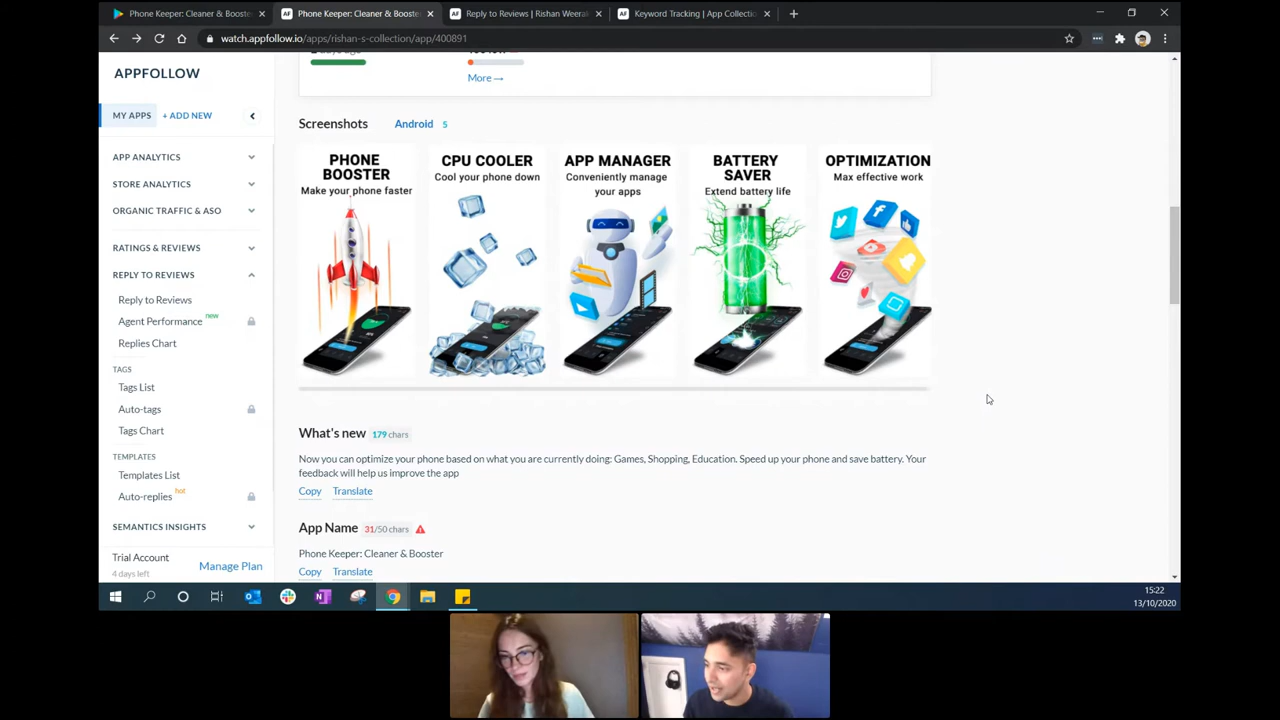 Phone Keeper: Cleaner & Booste
Phone Keeper: Cleaner & Booste
AF
Reply to Reviews | Rishan Weeral
AF
Keyword Tracking | App Collectio
watch.appfollow.io/apps/rishan-s-collection/app/400891
APPFOLLOW
MY APPS
+ ADD NEW
APP ANALYTICS
STORE ANALYTICS
ORGANIC TRAFFIC & ASO
RATINGS & REVIEWS
REPLY TO REVIEWS
Reply to Reviews
Agent Performance new
Replies Chart
TAGS
Tags List
Auto-tags
Tags Chart
TEMPLATES
Templates List
Auto-replies hot
SEMANTICS INSIGHTS
Trial Account
4 days left
Manage Plan
More →
Screenshots
Android 5
PHONE BOOSTER
Make your phone faster
CPU COOLER
Cool your phone down
APP MANAGER
Conveniently manage
your apps
BATTERY
SAVER
Extend battery life
OPTIMIZATION
Max effective work
What's new 179 chars
Now you can optimize your phone based on what you are currently doing: Games, Shopping, Education. Speed up your phone and save battery. Your
feedback will help us improve the app
Copy Translate
App Name 31/50 chars
Phone Keeper: Cleaner & Booster
Copy Translate
15:22
13/10/2020